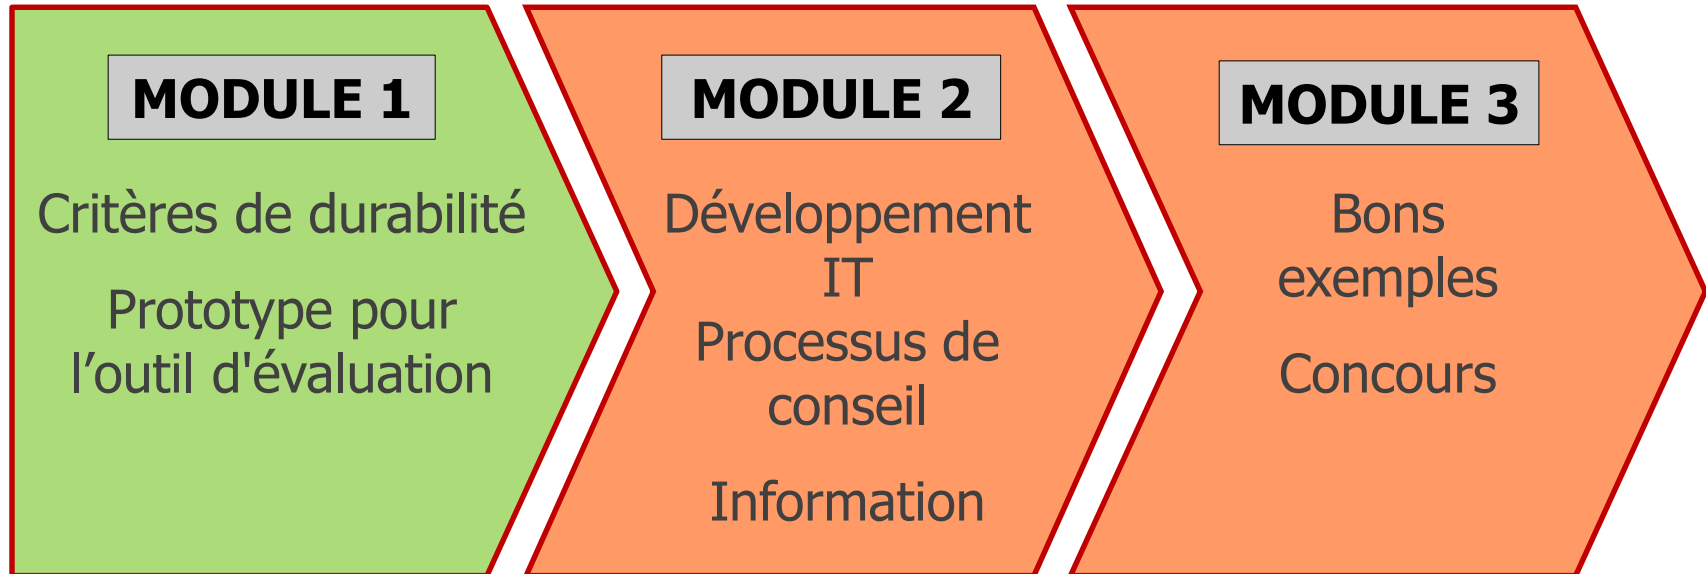 MODULE 1
Critères de durabilité
Prototype pour
l’outil d'évaluation
MODULE 2
Développement
IT
Processus de
conseil
Information
MODULE 3
Bons
exemples
Concours